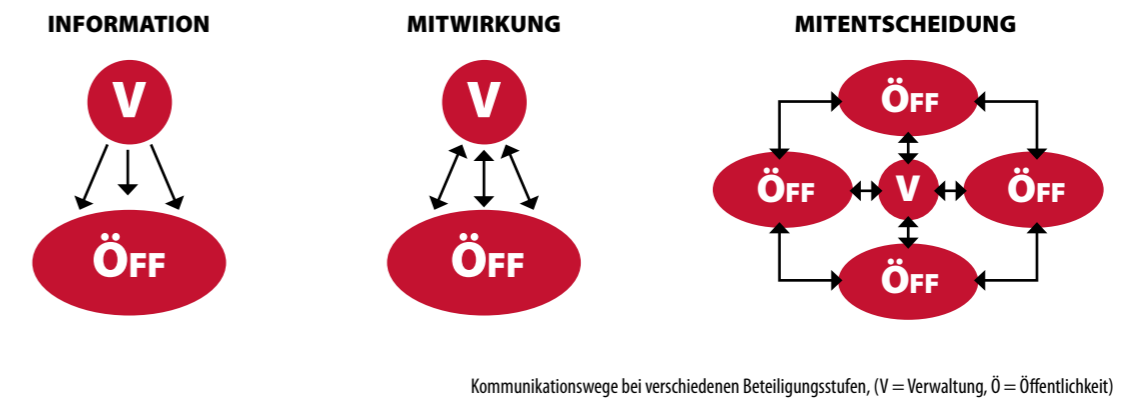 INFORMATION
V
ÖFF
MITWIRKUNG
V
ÖFF
MITENTSCHEIDUNG
ÖFF
ÖFF
V
ÖFF
ÖFF
Kommunikationswege bei verschiedenen Beteiligungsstufen, (V = Verwaltung, Ö = Öffentlichkeit)